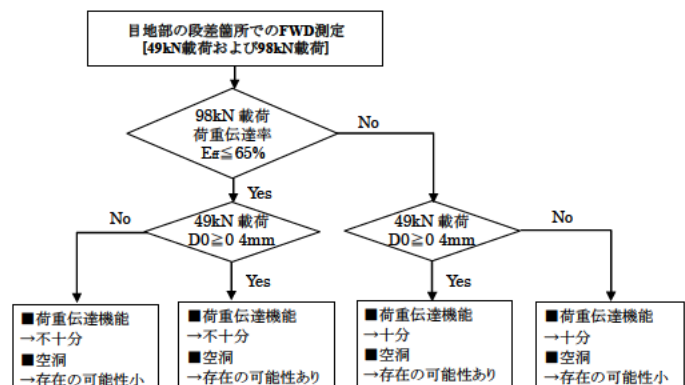 目地部の段差箇所でのFWD測定
[49kN載荷および98kN載荷]
98kN 載荷
荷重伝達率
Eff≦65%
No
Yes
No
49kN 載荷
D0≧0 4mm
Yes
49kN 載荷
D0≧0 4mm
No
Yes
■荷重伝達機能
→不十分
■空洞
→存在の可能性小
■荷重伝達機能
→不十分
■空洞
→存在の可能性あり
■荷重伝達機能
→十分
■空洞
→存在の可能性あり
■荷重伝達機能
→十分
■空洞
→存在の可能性小